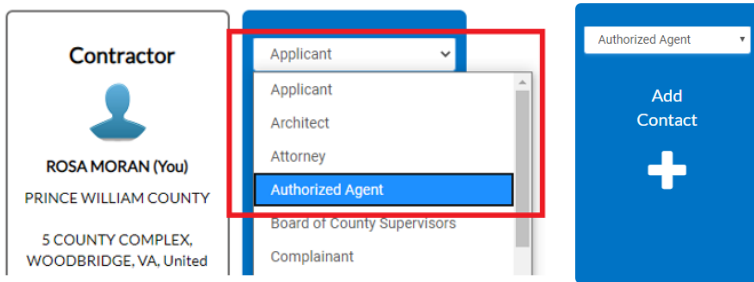 Contractor
ROSA MORAN (You)
PRINCE WILLIAM COUNTY
5 COUNTY COMPLEX,
WOODBRIDGE, VA, United
Applicant
Applicant
Architect
Attorney
Authorized Agent
Board of County Supervisors
Complainant
Authorized Agent
Add
Contact